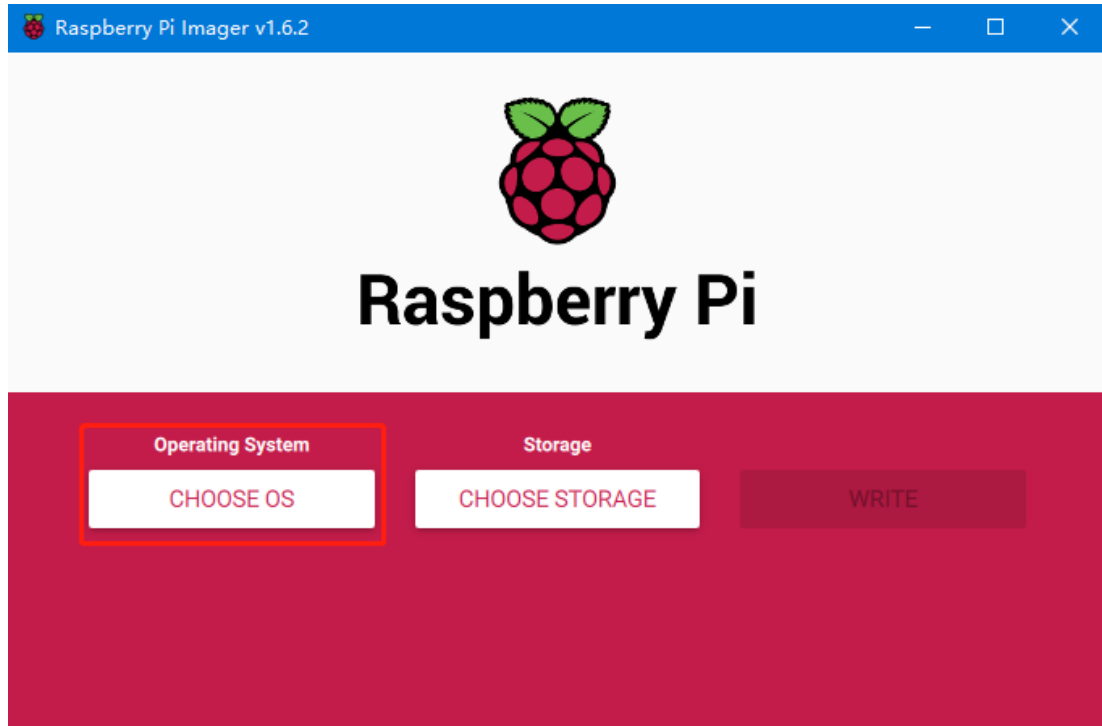 Raspberry Pi Imager v1.6.2
Raspberry Pi
Operating System
Storage
CHOOSE OS
CHOOSE STORAGE
WRITE